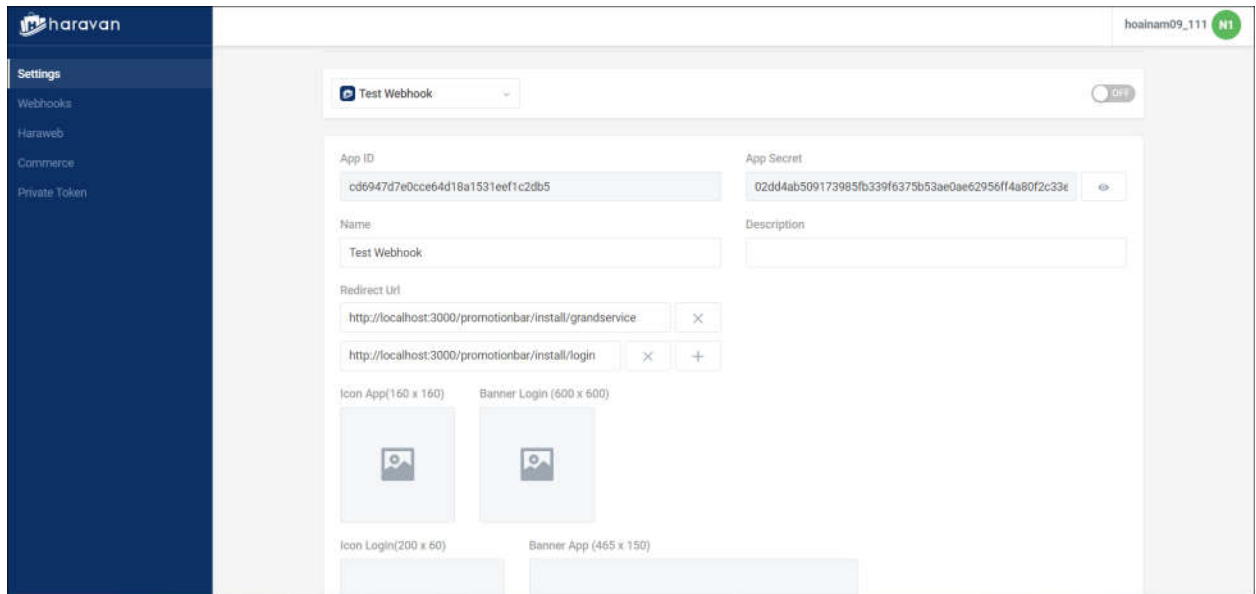 haravan
hoainam09_111 N1
Settings
Webhooks
Haraweb
Commerce
Private Token
Test Webhook
OFF
App ID
App Secret
cd6947d7e0cce64d18a1531eef1c2db5
02dd4ab509173985fb339f6375b53ae0ae62956ff4a80f2c33e
Name
Description
Test Webhook
Redirect Url
http://localhost:3000/promotionbar/install/grandservice
http://localhost:3000/promotionbar/install/login
Icon App(160 x 160)
Banner Login (600 x 600)
Icon Login(200 x 60)
Banner App (465 x 150)